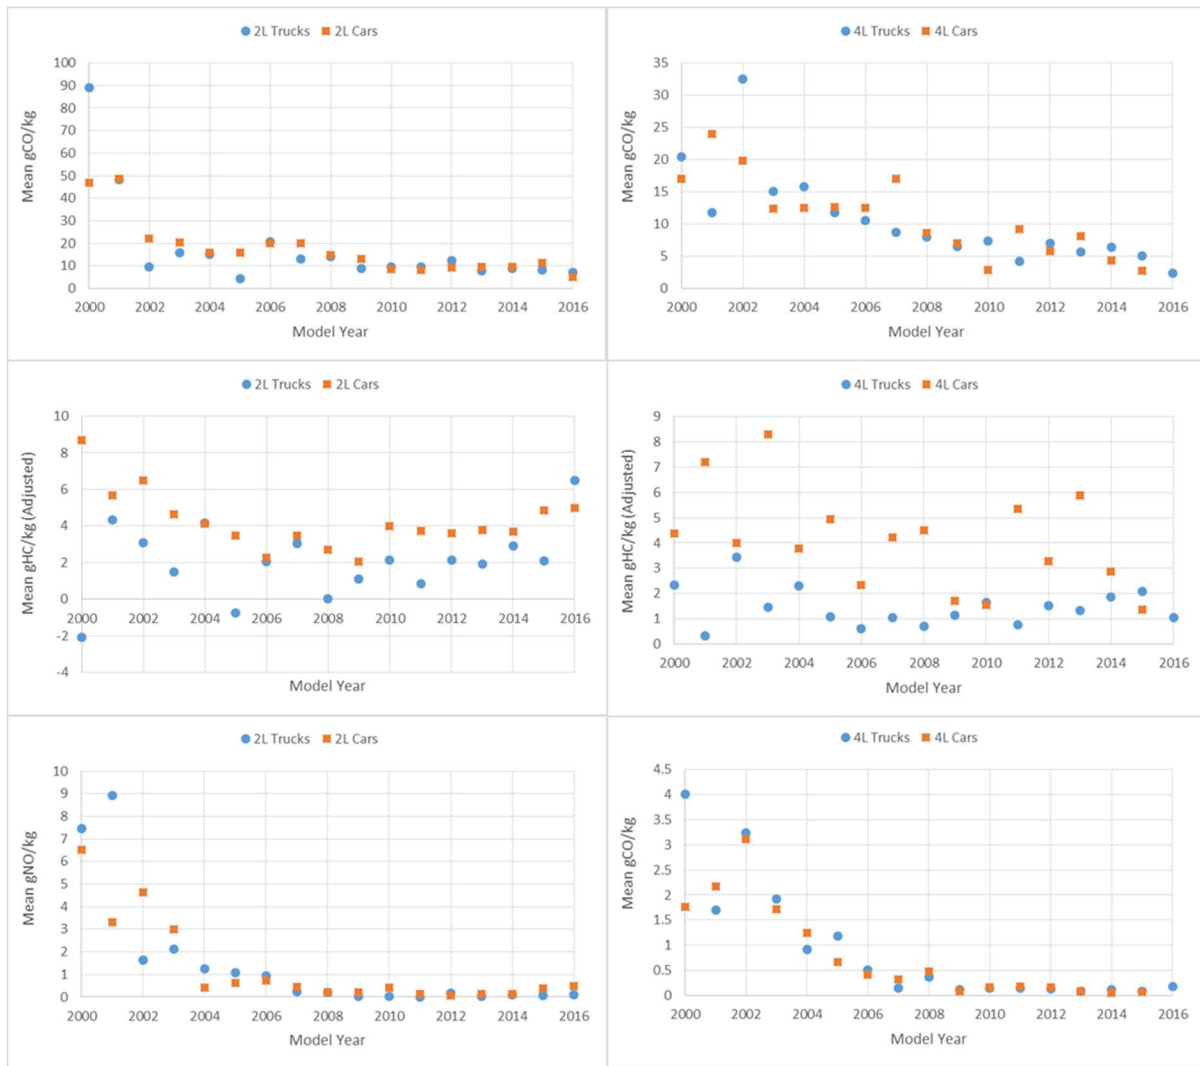 2L Trucks 2L Cars
Mean gCO/kg
100
90
80
70
60
50
40
30
20
10
0
2000 2002 2004 2006 2008 2010 2012 2014 2016
Model Year
4L Trucks 4L Cars
Mean gCO/kg
35
30
25
20
15
10
5
0
2000 2002 2004 2006 2008 2010 2012 2014 2016
Model Year
2L Trucks 2L Cars
Mean gHC/kg (Adjusted)
10
8
6
4
2
0
-2
-4
2000 2002 2004 2006 2008 2010 2012 2014 2016
Model Year
4L Trucks 4L Cars
Mean gHC/kg (Adjusted)
9
8
7
6
5
4
3
2
1
0
2000 2002 2004 2006 2008 2010 2012 2014 2016
Model Year
2L Trucks 2L Cars
Mean gNO/kg
10
9
8
7
6
5
4
3
2
1
0
2000 2002 2004 2006 2008 2010 2012 2014 2016
Model Year
4L Trucks 4L Cars
Mean gCO/kg
4.5
4
3.5
3
2.5
2
1.5
1
0.5
0
2000 2002 2004 2006 2008 2010 2012 2014 2016
Model Year